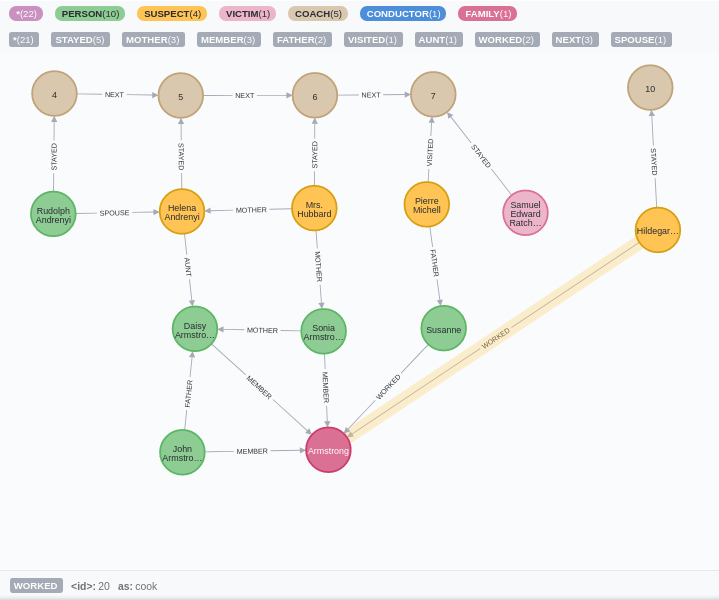 *(22) PERSON(10) SUSPECT(4) VICTIM(1) COACH(5) CONDUCTOR(1) FAMILY(1)
*(21) STAYED(5) MOTHER(3) MEMBER(3) FATHER(2) VISITED(1) AUNT(1) WORKED(2) NEXT(3) SPOUSE(1)
4 NEXT 5 NEXT 6 NEXT 7 10
STAYED STAYED STAYED VISITED STAYED STAYED
Rudolph
Andrenyi
SPOUSE
Helena
Andrenyi
MOTHER
Mrs.
Hubbard
Pierre
Michell
Samuel
Edward
Ratch…
Hildegar…
AUNT MOTHER FATHER
Daisy
Armstro…
MOTHER
Sonia
Armstro…
Susanne
WORKED
FATHER MEMBER MEMBER WORKED
John
Armstro…
MEMBER
Armstrong
WORKED <id>: 20 as: cook